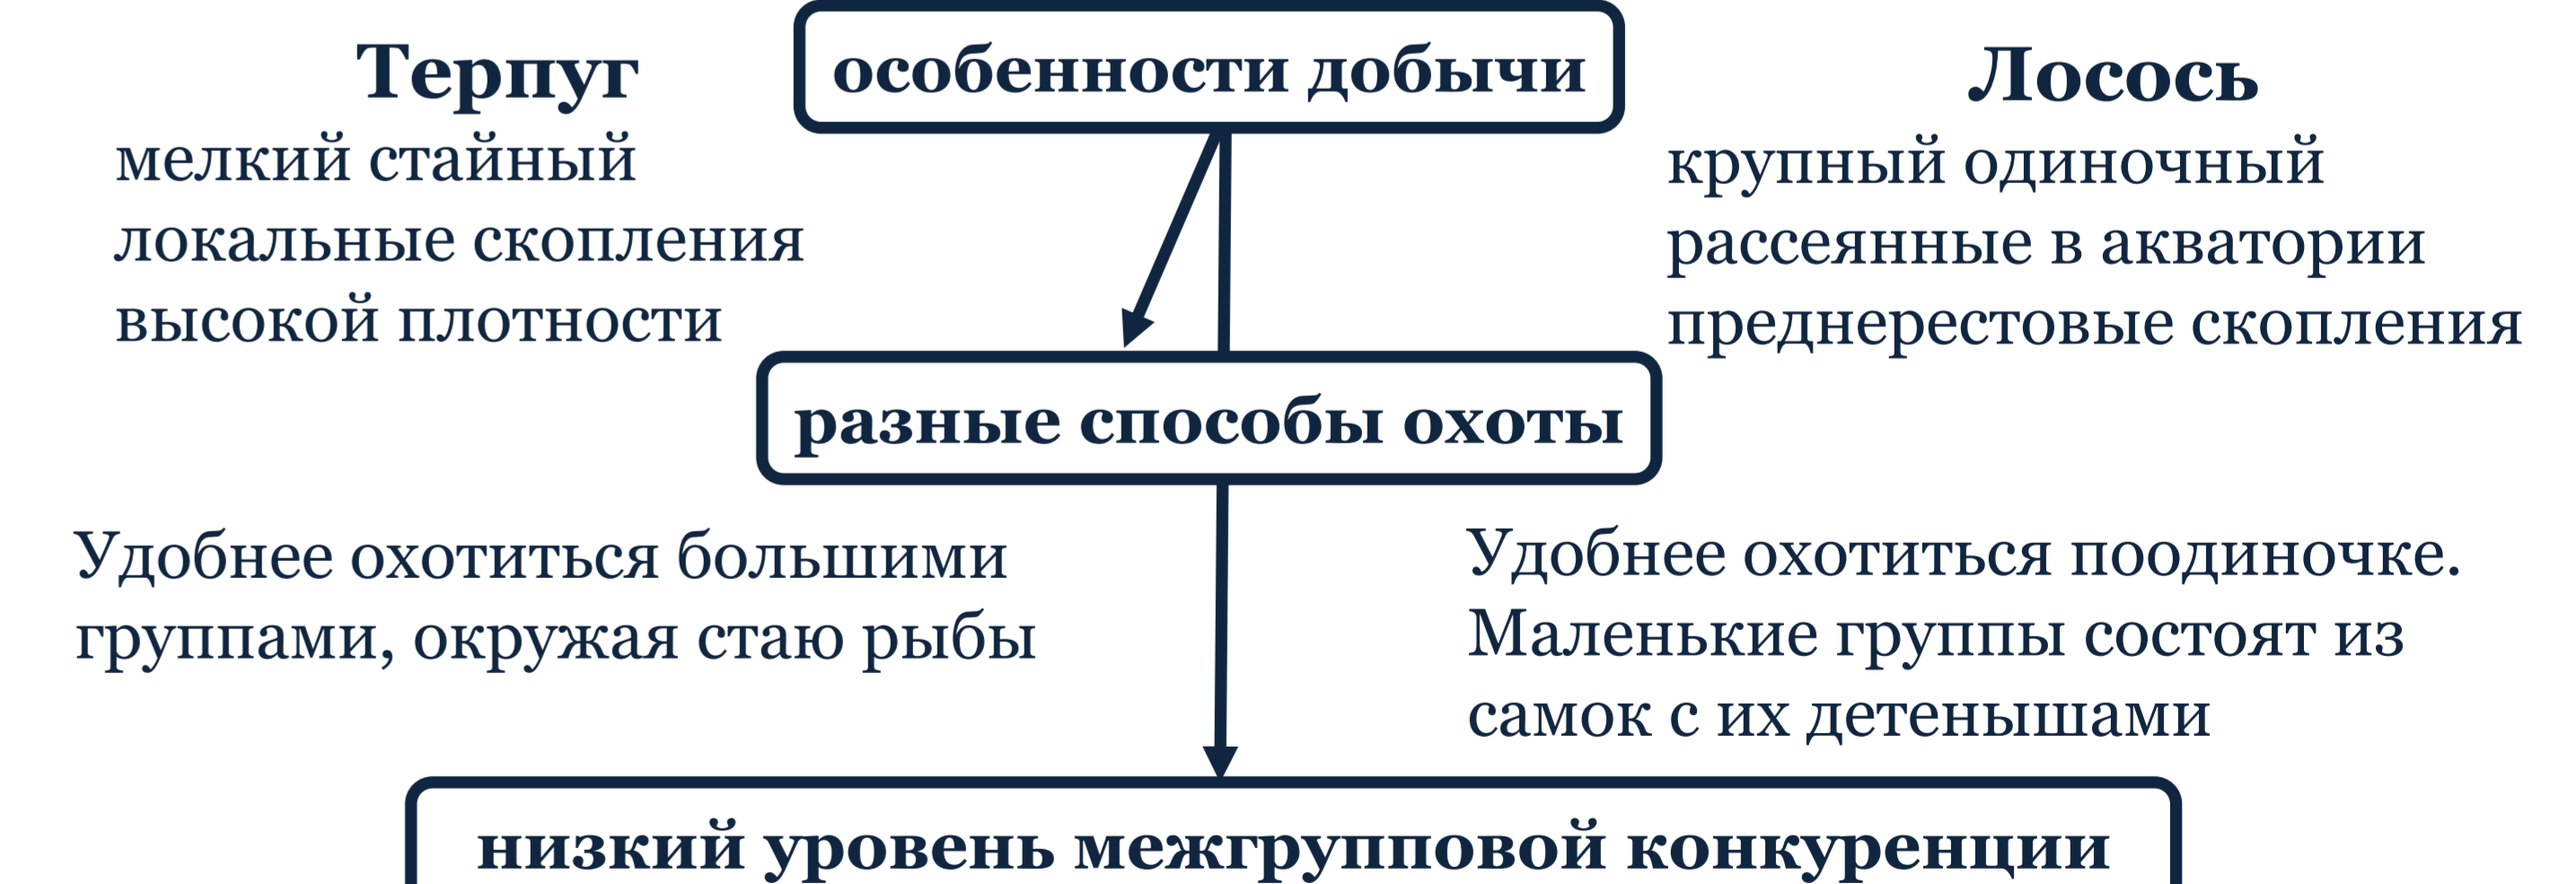 особенности добычи
Терпуг
мелкий стайный
локальные скопления
высокой плотности
Лосось
крупный одиночный
рассеянные в акватории
преднерестовые скопления
разные способы охоты
Удобнее охотиться большими
группами, окружая стаю рыбы
Удобнее охотиться поодиночке.
Маленькие группы состоят из
самок с их детенышами
низкий уровень межгрупповой конкуренции